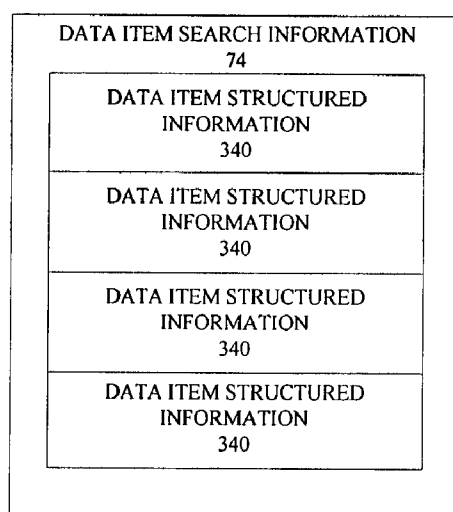 DATA ITEM SEARCH INFORMATION
74
DATA ITEM STRUCTURED
INFORMATION
340
DATA ITEM STRUCTURED
INFORMATION
340
DATA ITEM STRUCTURED
INFORMATION
340
DATA ITEM STRUCTURED
INFORMATION
340